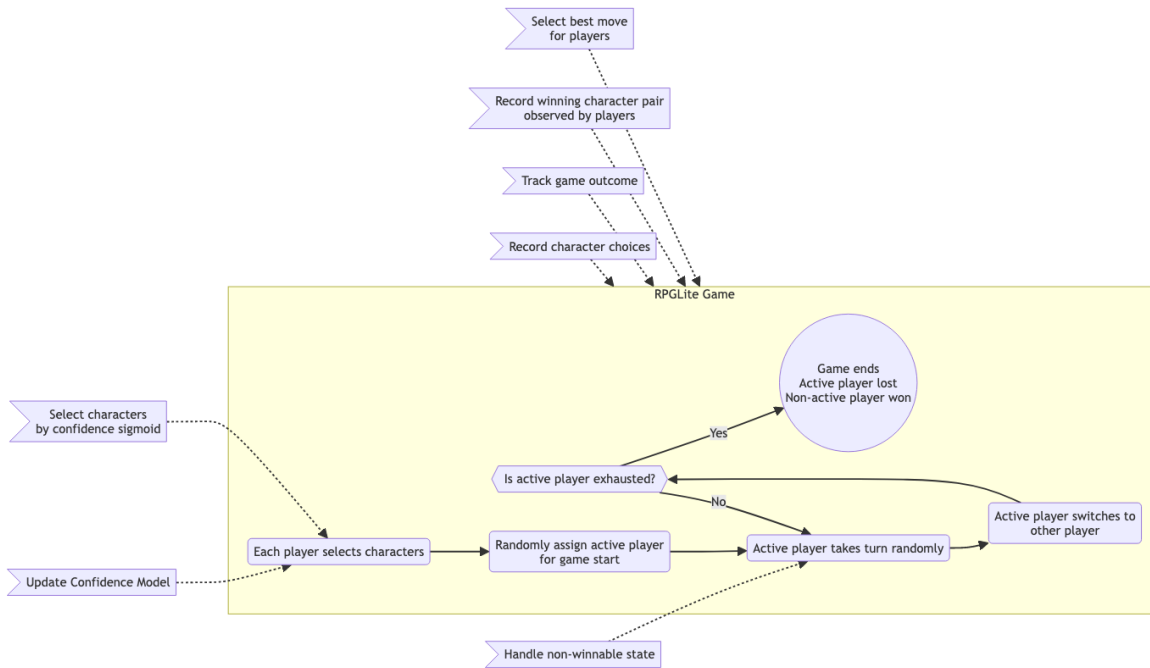 Select best move
for players
Record winning character pair
observed by players
Track game outcome
Record character choices
RPGLite Game
Game ends
Active player lost
Non-active player won
Select characters
by confidence sigmoid
Yes
Is active player exhausted?
No
Active player switches to
other player
Each player selects characters
Randomly assign active player
for game start
Active player takes turn randomly
Update Confidence Model
Handle non-winnable state